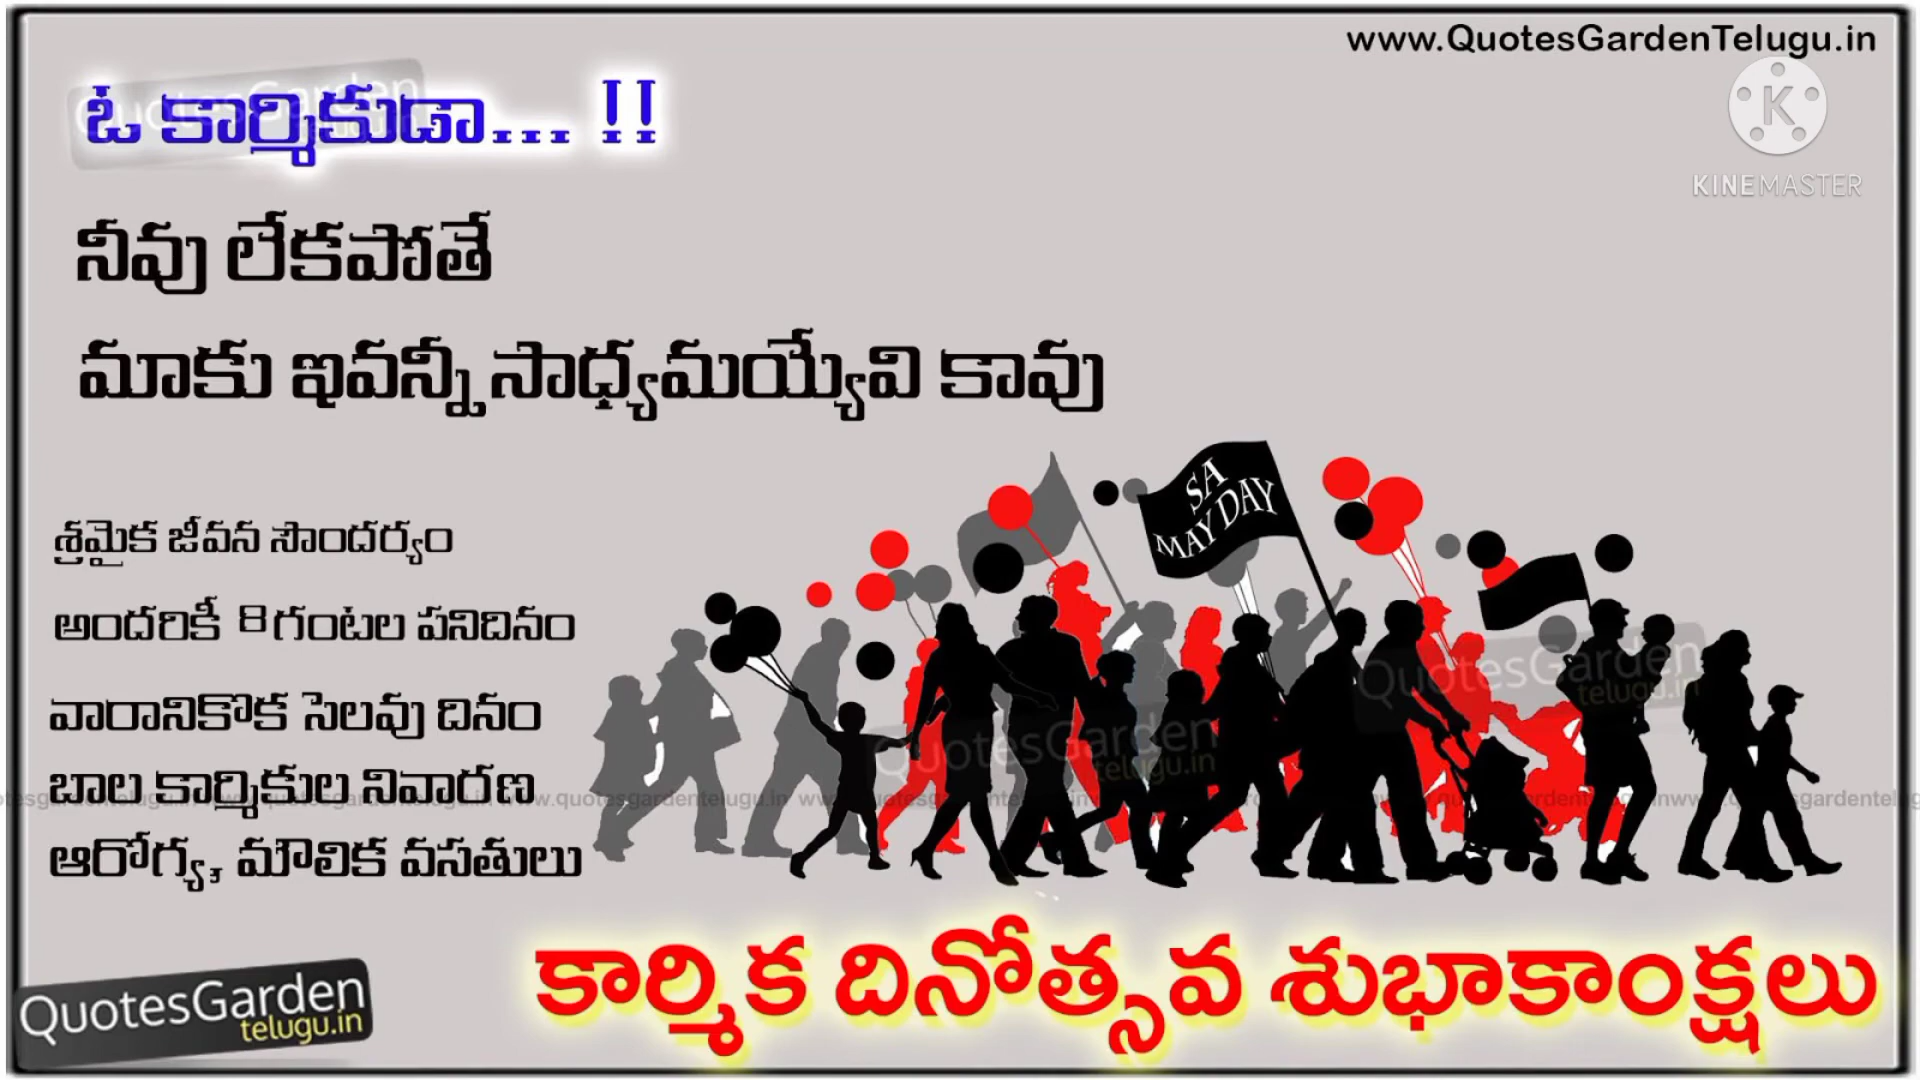 www.QuotesGardenTelugu.in
KINEMASTER
ఓ కార్మికుడా... !!
నీవు లేకపోతే
మాకు ఇవన్నీ సాధ్యమయ్యేవి కావు
SA
MAY DAY
శ్రమైక జీవన సౌందర్యం
అందరికీ 8గంటల పనిదినం
వారానికొక సెలవు దినం
బాల కార్మికుల నివారణ
ఆరోగ్య, మౌలిక వసతులు
కార్మిక దినోత్సవ శుభాకాంక్షలు
QuotesGarden
telugu.in